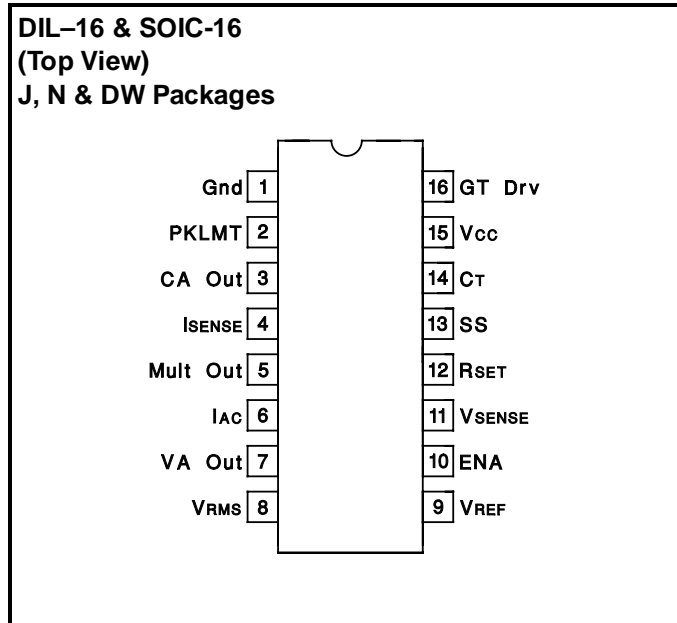 DIL–16 & SOIC-16
(Top View)
J, N & DW Packages
Gnd 1 16 GT Drv
PKLMT 2 15 VCC
CA Out 3 14 CT
ISENSE 4 13 SS
Mult Out 5 12 RSET
IAC 6 11 VSENSE
VA Out 7 10 ENA
VRMS 8 9 VREF